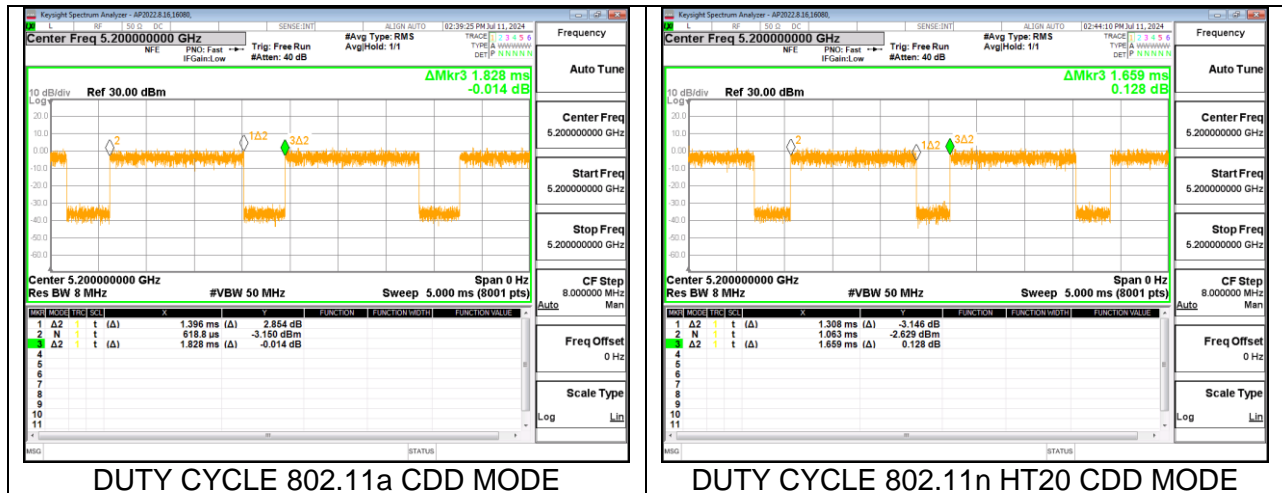 Keysight Spectrum Analyzer - AP2022.8.16,16080,
L RF 50 Ω DC SENSE:INT ALIGN AUTO 02:39:25 PM Jul 11, 2024
Center Freq 5.200000000 GHz
NFE PNO: Fast Trig: Free Run
IFGain:Low #Atten: 40 dB
#Avg Type: RMS
Avg|Hold: 1/1
TRACE 1 2 3 4 5 6
TYPE A WWWWW
DET P N N N N N
Frequency
ΔMkr3 1.828 ms
-0.014 dB
10 dB/div Ref 30.00 dBm
Log
20.0
10.0
0.00
-10.0
-20.0
-30.0
-40.0
-50.0
-60.0
2
1Δ2
3Δ2
Center 5.200000000 GHz Span 0 Hz
Res BW 8 MHz #VBW 50 MHz Sweep 5.000 ms (8001 pts)
MKR MODE TRC SCL X Y FUNCTION FUNCTION WIDTH FUNCTION VALUE
1 Δ2 1 t (Δ) 1.396 ms (Δ) 2.854 dB
2 N 1 t 618.8 µs -3.150 dBm
3 Δ2 1 t (Δ) 1.828 ms (Δ) -0.014 dB
4
5
6
7
8
9
10
11
MSG STATUS
Auto Tune
Center Freq
5.200000000 GHz
Start Freq
5.200000000 GHz
Stop Freq
5.200000000 GHz
CF Step
8.000000 MHz
Auto Man
Freq Offset
0 Hz
Scale Type
Log Lin
DUTY CYCLE 802.11a CDD MODE
Keysight Spectrum Analyzer - AP2022.8.16,16080,
L RF 50 Ω DC SENSE:INT ALIGN AUTO 02:44:10 PM Jul 11, 2024
Center Freq 5.200000000 GHz
NFE PNO: Fast Trig: Free Run
IFGain:Low #Atten: 40 dB
#Avg Type: RMS
Avg|Hold: 1/1
TRACE 1 2 3 4 5 6
TYPE A WWWWW
DET P N N N N N
Frequency
ΔMkr3 1.659 ms
0.128 dB
10 dB/div Ref 30.00 dBm
Log
20.0
10.0
0.00
-10.0
-20.0
-30.0
-40.0
-50.0
-60.0
2
1Δ2
3Δ2
Center 5.200000000 GHz Span 0 Hz
Res BW 8 MHz #VBW 50 MHz Sweep 5.000 ms (8001 pts)
MKR MODE TRC SCL X Y FUNCTION FUNCTION WIDTH FUNCTION VALUE
1 Δ2 1 t (Δ) 1.308 ms (Δ) -3.146 dB
2 N 1 t 1.063 ms -2.629 dBm
3 Δ2 1 t (Δ) 1.659 ms (Δ) 0.128 dB
4
5
6
7
8
9
10
11
MSG STATUS
Auto Tune
Center Freq
5.200000000 GHz
Start Freq
5.200000000 GHz
Stop Freq
5.200000000 GHz
CF Step
8.000000 MHz
Auto Man
Freq Offset
0 Hz
Scale Type
Log Lin
DUTY CYCLE 802.11n HT20 CDD MODE